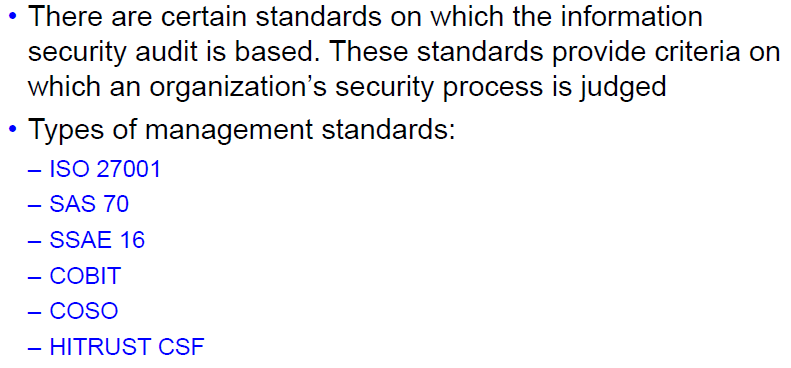 • There are certain standards on which the information
security audit is based. These standards provide criteria on
which an organization’s security process is judged
• Types of management standards:
– ISO 27001
– SAS 70
– SSAE 16
– COBIT
– COSO
– HITRUST CSF